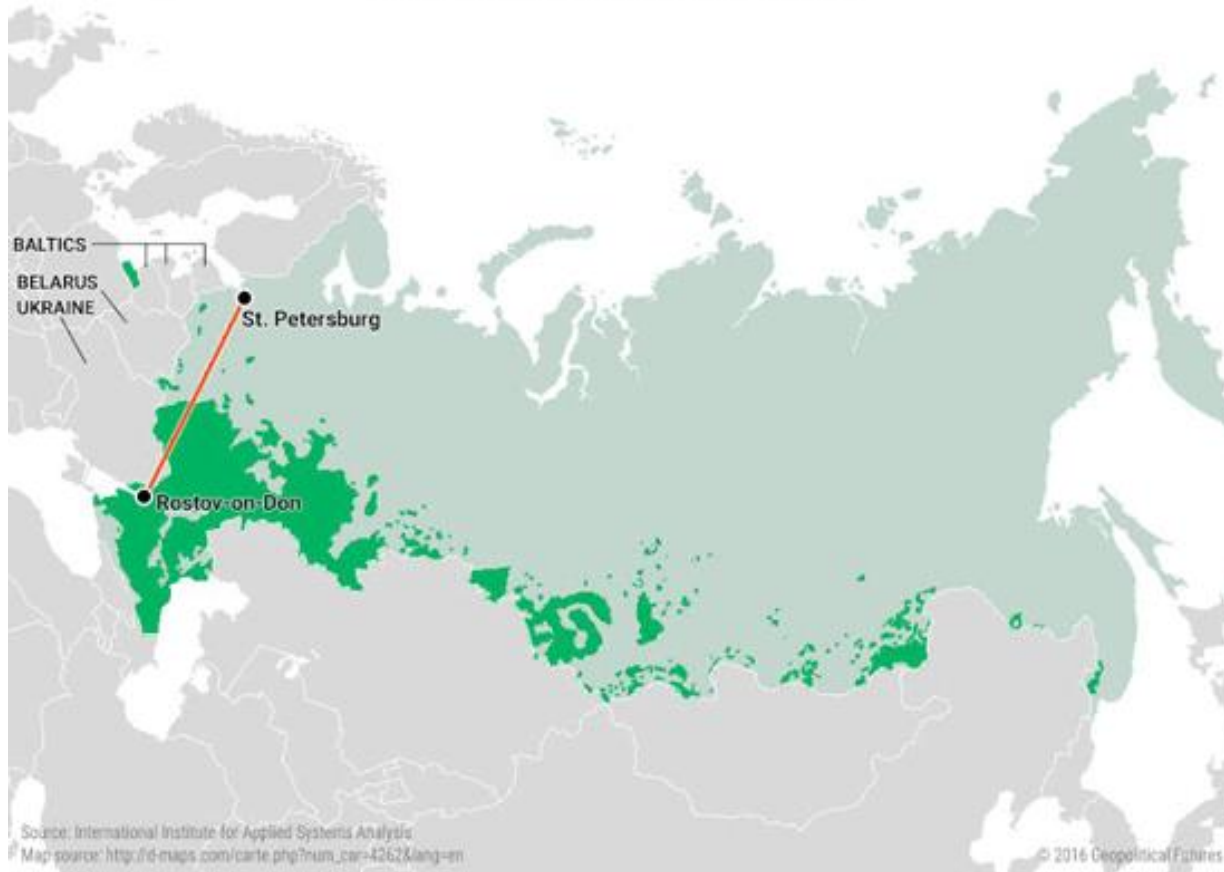 BALTICS
BELARUS
UKRAINE
St. Petersburg
Rostov-on-Don
Source: International Institute for Applied Systems Analysis
Map source: http://d-maps.com/carte.php?num_car=4262&lang=en
© 2016 Geopolitical Futures